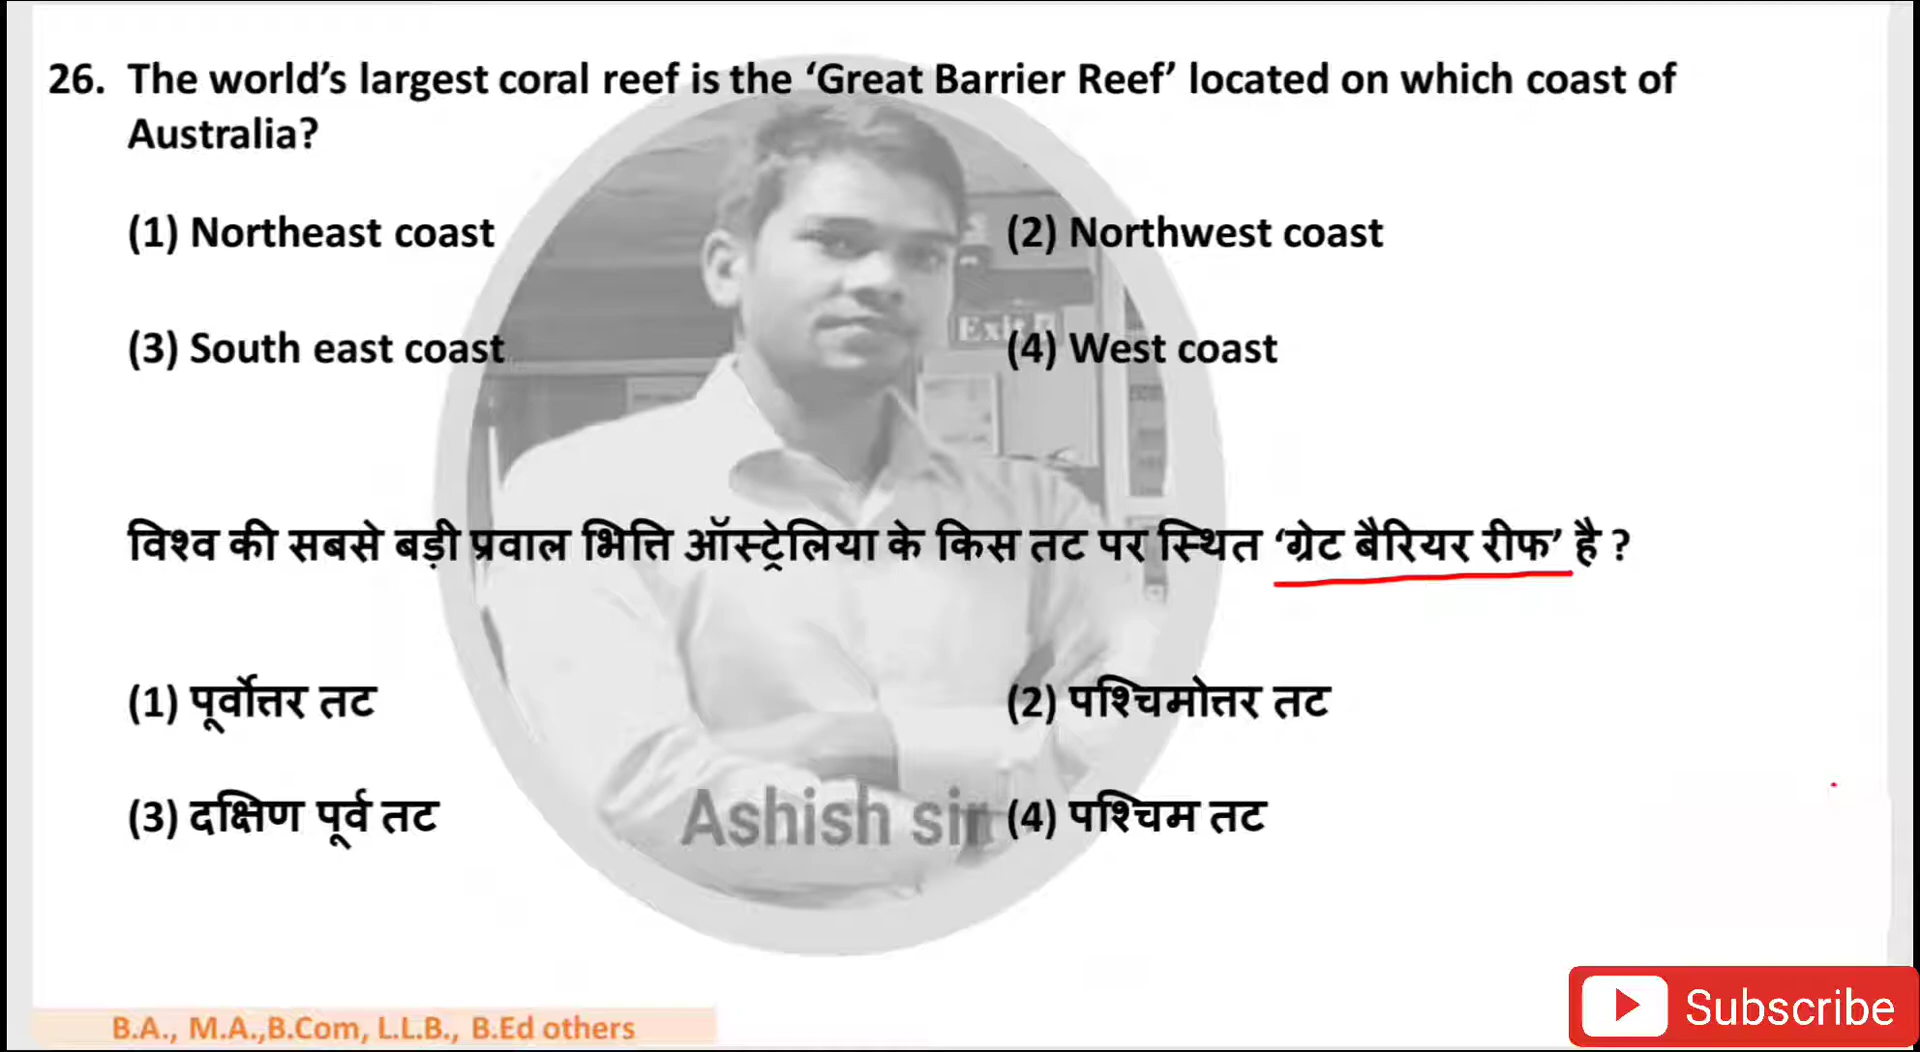 26. The world’s largest coral reef is the ‘Great Barrier Reef’ located on which coast of
Australia?
(1) Northeast coast
(2) Northwest coast
Exit
(3) South east coast
(4) West coast
विश्व की सबसे बड़ी प्रवाल भित्ति ऑस्ट्रेलिया के किस तट पर स्थित ‘ग्रेट बैरियर रीफ’ है ?
(1) पूर्वोत्तर तट
(2) पश्चिमोत्तर तट
(3) दक्षिण पूर्व तट
Ashish sir
(4) पश्चिम तट
Subscribe
B.A., M.A.,B.Com, L.L.B., B.Ed others